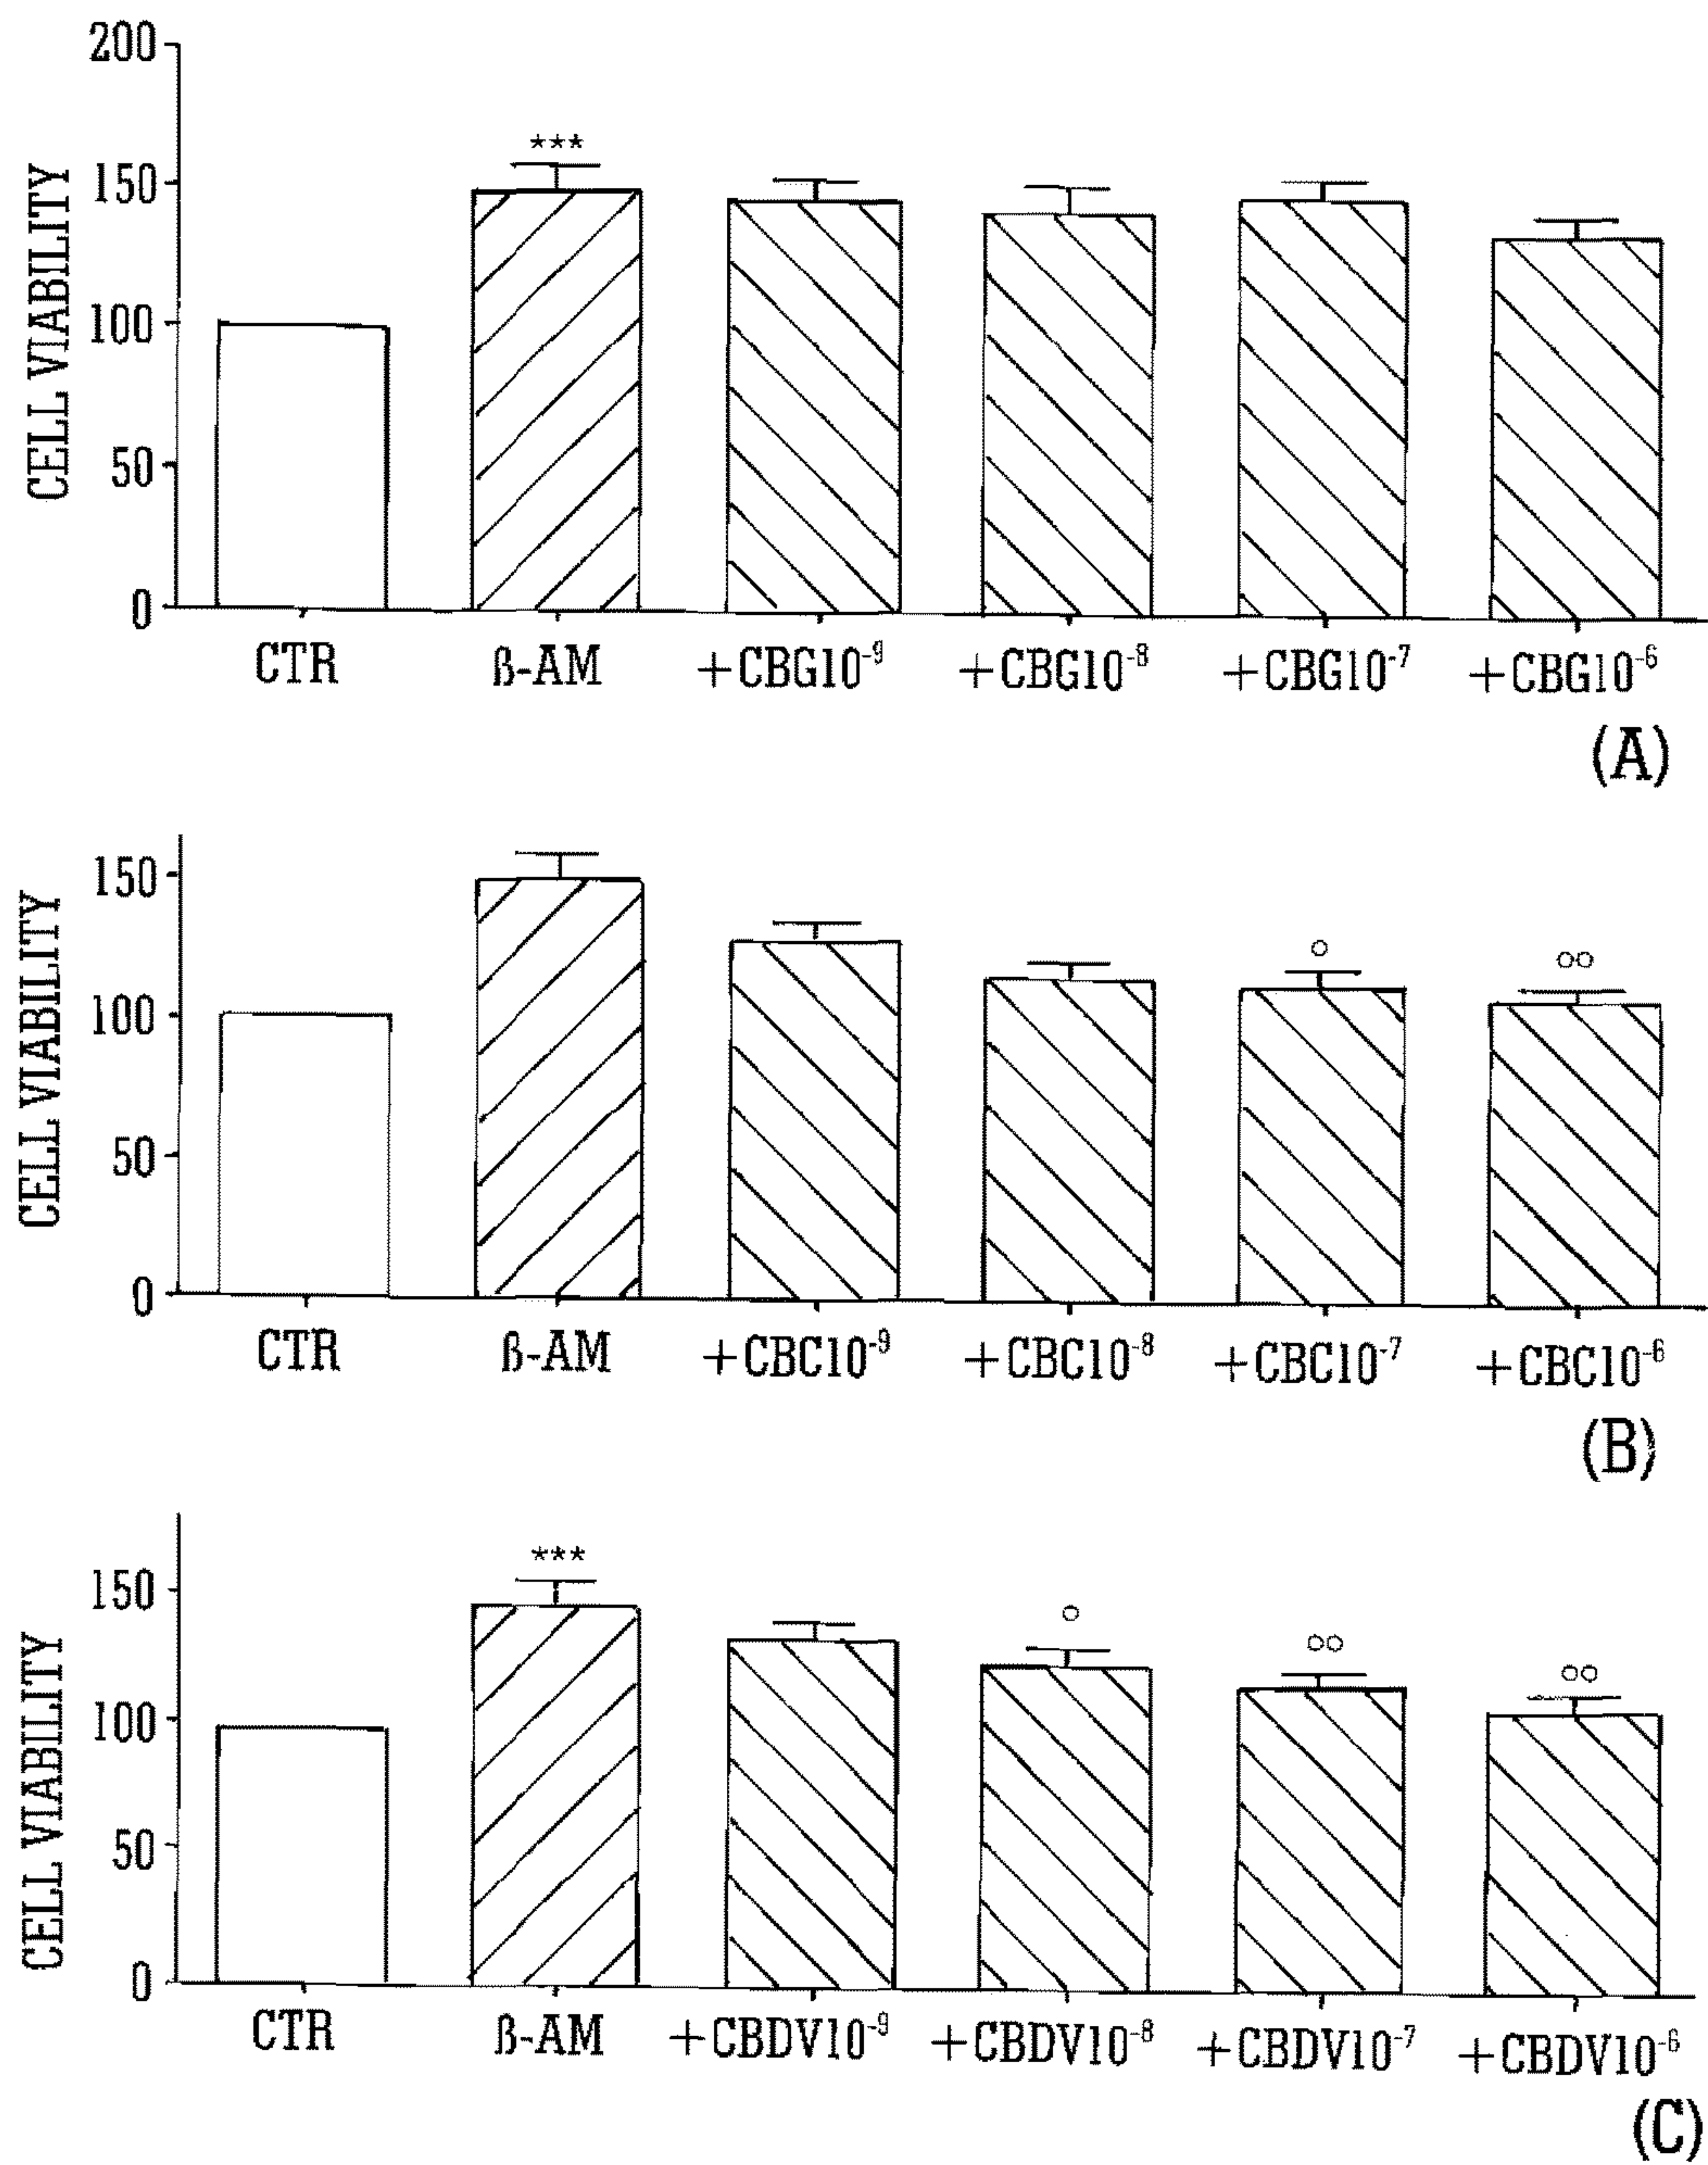 CELL VIABILITY
200
150
100
50
0
***
CTR ß-AM +CBG10⁻⁹ +CBG10⁻⁸ +CBG10⁻⁷ +CBG10⁻⁶
(A)
CELL VIABILITY
150
100
50
0
○ ○○
CTR ß-AM +CBC10⁻⁹ +CBC10⁻⁸ +CBC10⁻⁷ +CBC10⁻⁶
(B)
CELL VIABILITY
150
100
50
0
*** ○ ○○ ○○
CTR ß-AM +CBDV10⁻⁹ +CBDV10⁻⁸ +CBDV10⁻⁷ +CBDV10⁻⁶
(C)